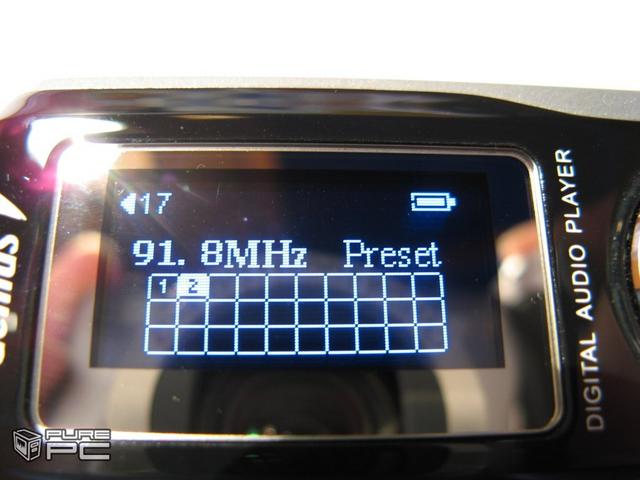 17
91.8MHz Preset
1 2
DIGITAL AUDIO PLAYER
PURE
PC